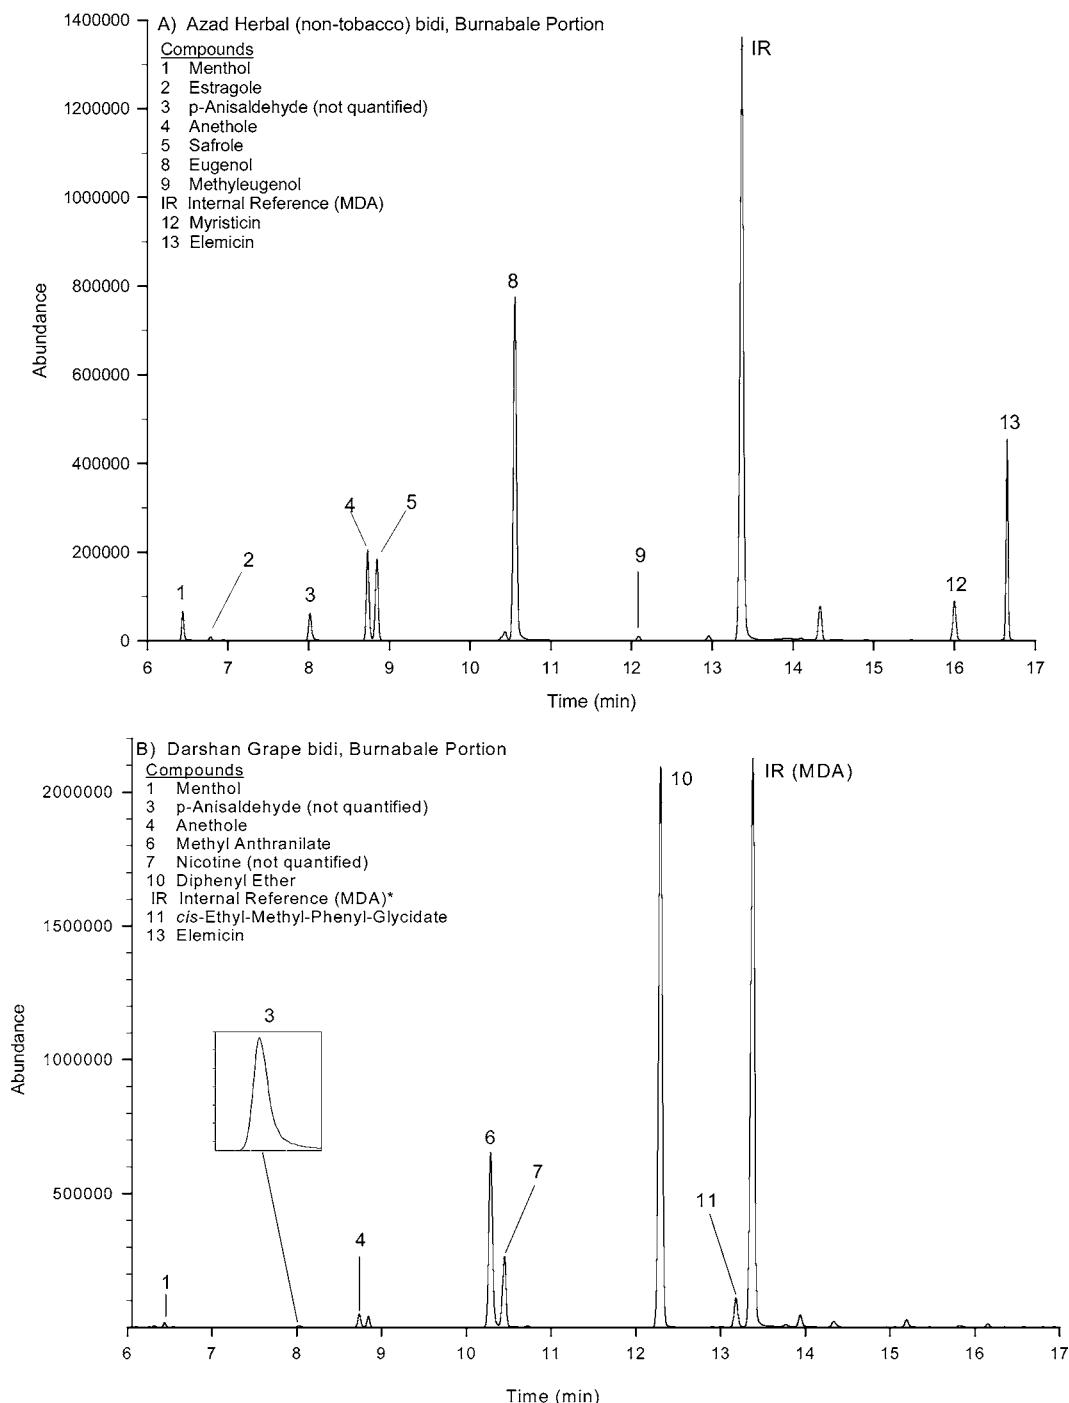 A) Azad Herbal (non-tobacco) bidi, Burnabale Portion
Compounds
1 Menthol
2 Estragole
3 p-Anisaldehyde (not quantified)
4 Anethole
5 Safrole
8 Eugenol
9 Methyleugenol
IR Internal Reference (MDA)
12 Myristicin
13 Elemicin
1400000
1200000
1000000
800000
600000
400000
200000
0
Abundance
1
2
3
4
5
8
9
IR
12
13
6 7 8 9 10 11 12 13 14 15 16 17
Time (min)
B) Darshan Grape bidi, Burnabale Portion
Compounds
1 Menthol
3 p-Anisaldehyde (not quantified)
4 Anethole
6 Methyl Anthranilate
7 Nicotine (not quantified)
10 Diphenyl Ether
IR Internal Reference (MDA)*
11 cis-Ethyl-Methyl-Phenyl-Glycidate
13 Elemicin
2000000
1500000
1000000
500000
Abundance
1
3
4
6
7
10
11
IR (MDA)
6 7 8 9 10 11 12 13 14 15 16 17
Time (min)